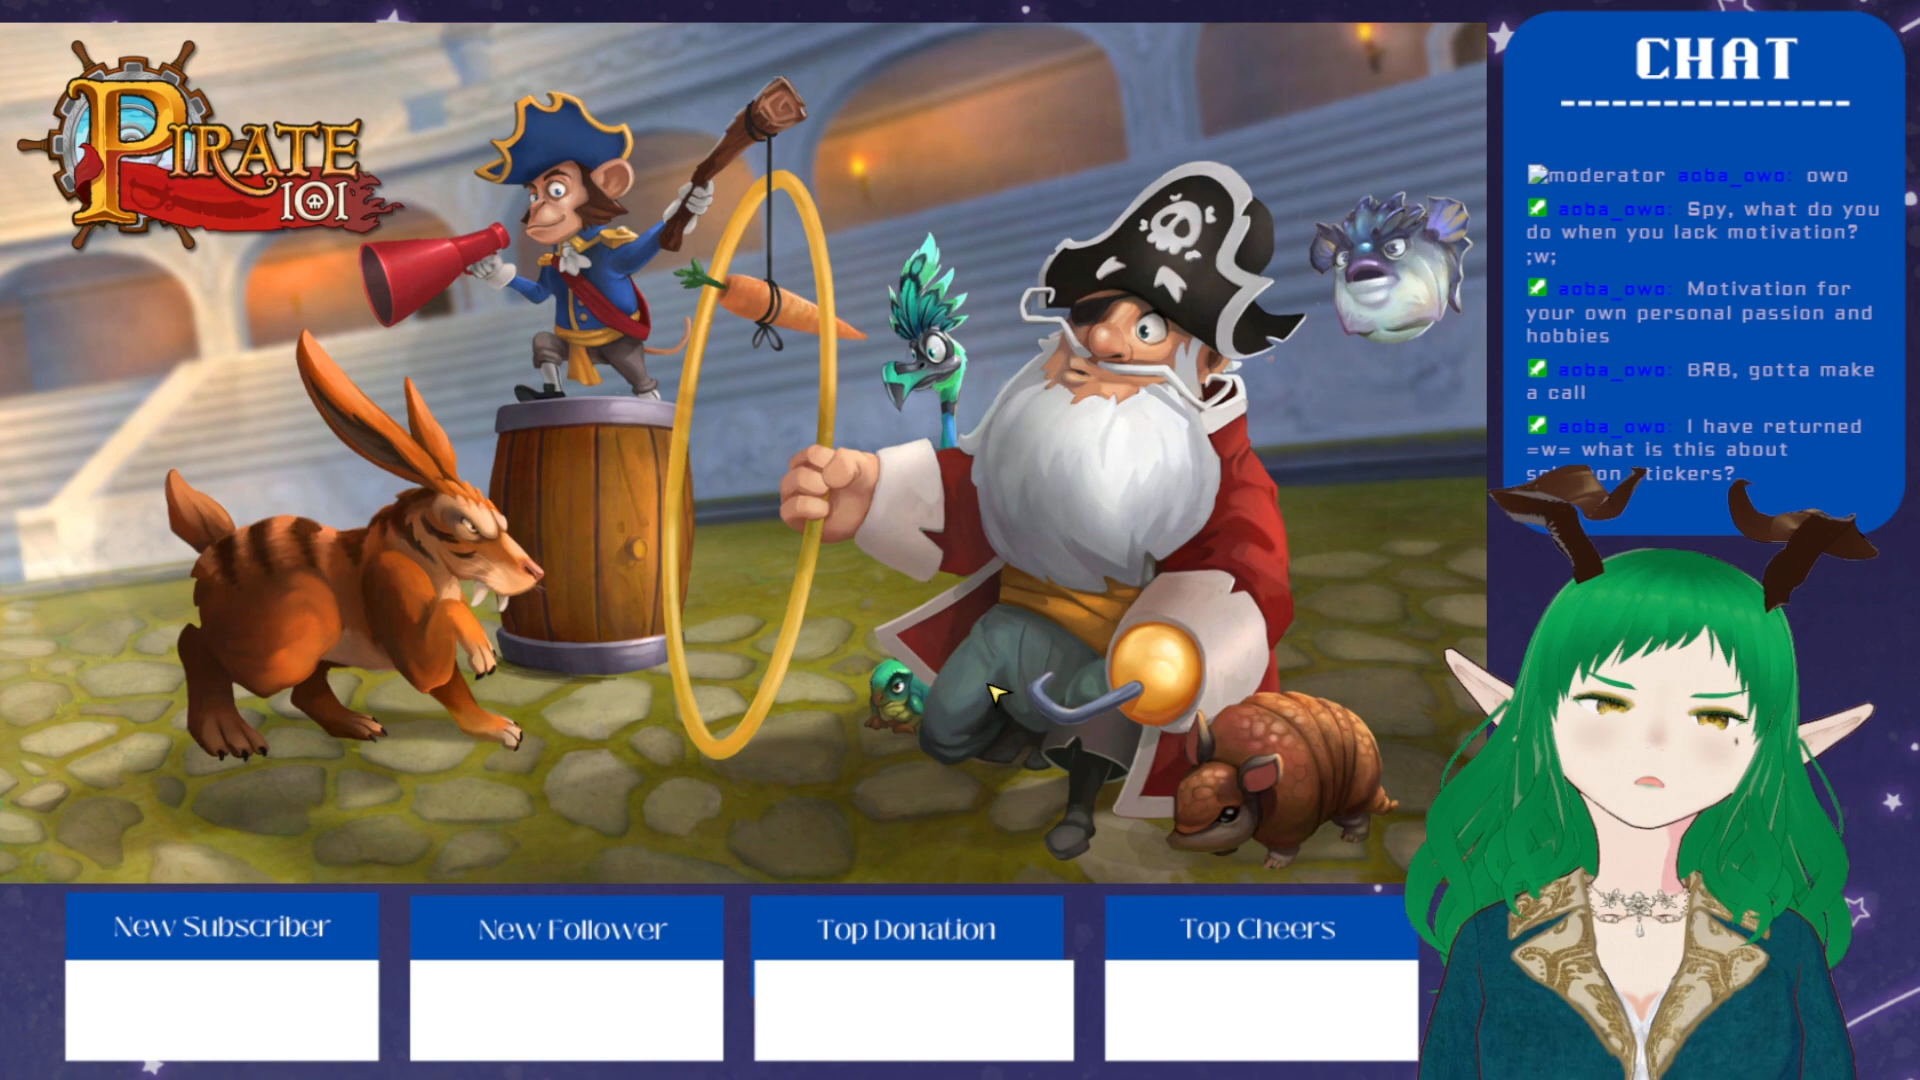 PIRATE
101
CHAT
----------------
moderator aoba_owo: owo
aoba_owo: Spy, what do you
do when you lack motivation?
;w;
aoba_owo: Motivation for
your own personal passion and
hobbies
aoba_owo: BRB, gotta make
a call
aoba_owo: I have returned
=w= what is this about
on
New Subscriber
New Follower
Top Donation
Top Cheers